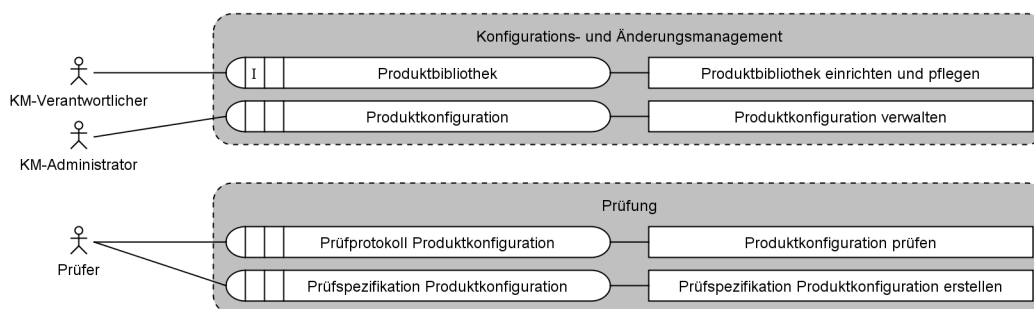 Konfigurations- und Änderungsmanagement
KM-Verantwortlicher
I
Produktbibliothek
Produktbibliothek einrichten und pflegen
KM-Administrator
Produktkonfiguration
Produktkonfiguration verwalten
Prüfung
Prüfer
Prüfprotokoll Produktkonfiguration
Produktkonfiguration prüfen
Prüfspezifikation Produktkonfiguration
Prüfspezifikation Produktkonfiguration erstellen